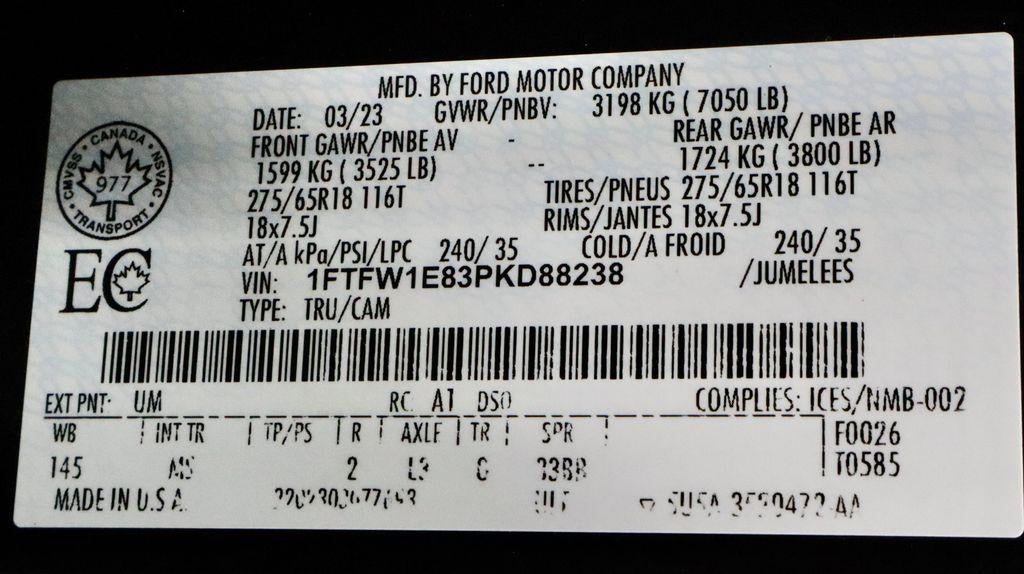 MFD. BY FORD MOTOR COMPANY
DATE: 03/23 GVWR/PNBV: 3198 KG ( 7050 LB)
FRONT GAWR/PNBE AV - REAR GAWR/ PNBE AR
1599 KG ( 3525 LB) -- 1724 KG ( 3800 LB)
275/65R18 116T TIRES/PNEUS 275/65R18 116T
18x7.5J RIMS/JANTES 18x7.5J
AT/A kPa/PSI/LPC 240/ 35 COLD/A FROID 240/ 35
VIN: 1FTFW1E83PKD88238 /JUMELEES
TYPE: TRU/CAM
CANADA
CMVSS NSVAC
977
TRANSPORT
EC
EXT PNT: UM RC: A1 DSO COMPLIES: ICES/NMB-002
WB INT TR TP/PS R AXLE TR SPR F0026
145 2 L3 T0585
MADE IN U.S.A.